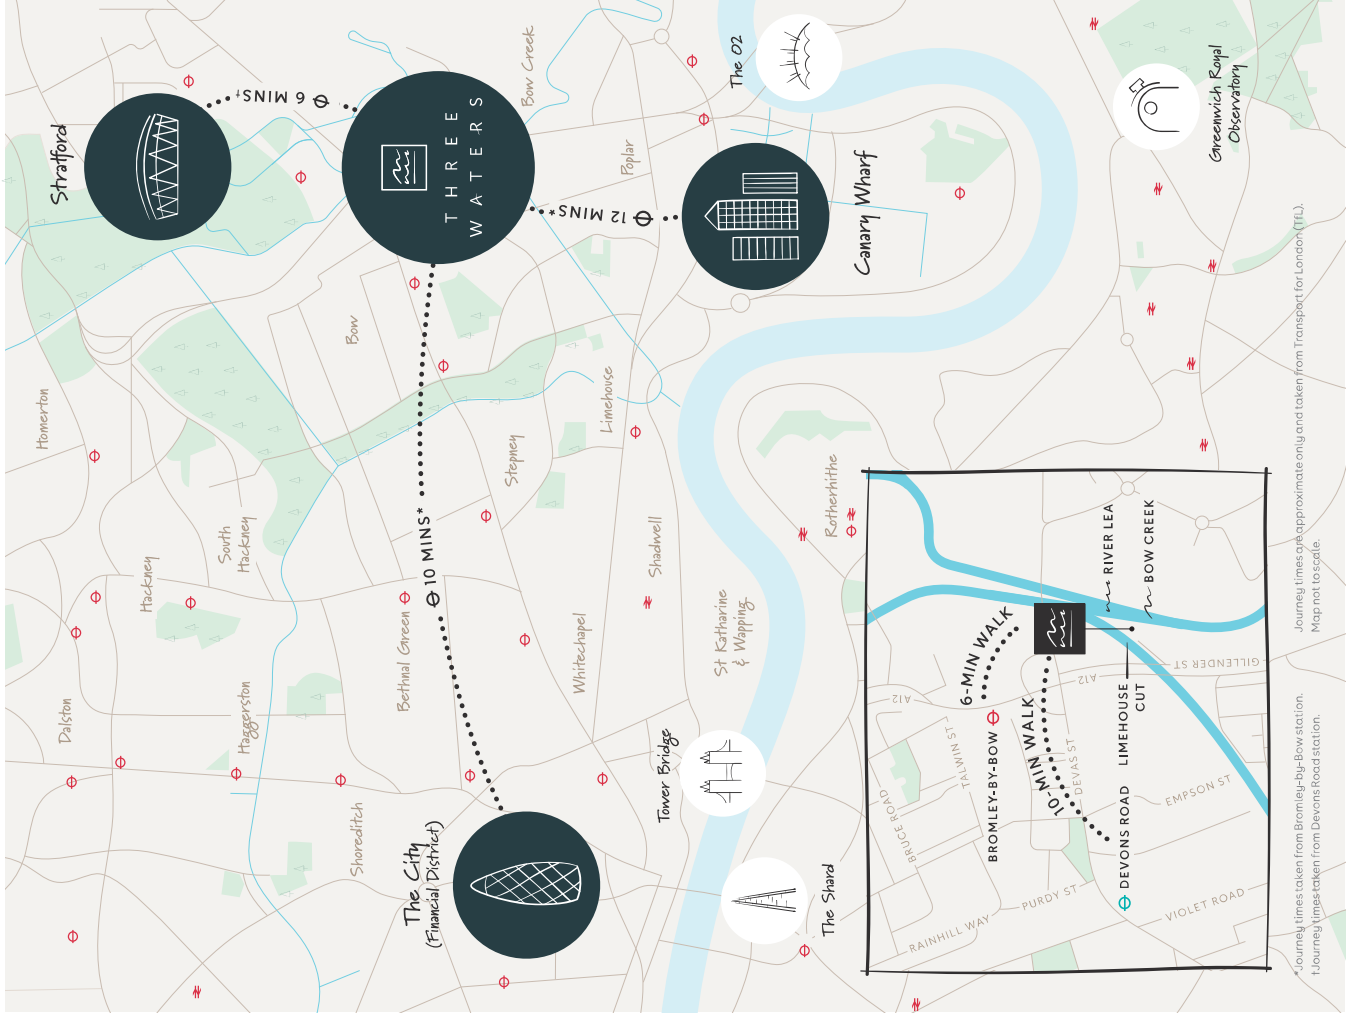 Stratford
6 MINS†
THREE
WATERS
Bow Creek
The O2
Greenwich Royal
Observatory
12 MINS*
Poplar
Canary Wharf
Bow
Homerton
Limehouse
Stepney
Rotherhithe
South
Hackney
Hackney
10 MINS*
Shadwell
Bethnal Green
Whitechapel
St Katharine
& Wapping
Dalston
Haggerston
Shoreditch
Tower Bridge
The City
(Financial District)
The Shard
RIVER LEA
BOW CREEK
6-MIN WALK
10-MIN WALK
A12
A12
GILLENDER ST
LIMEHOUSE
CUT
BROMLEY-BY-BOW
TALWIN ST
DEVAS ST
BRUCE ROAD
EMPSON ST
DEVONS ROAD
PURDY ST
VIOLET ROAD
RAINHILL WAY
*Journey times taken from Bromley-by-Bow station.
†Journey times taken from Devons Road station.
Journey times are approximate only and taken from Transport for London (TfL).
Map not to scale.